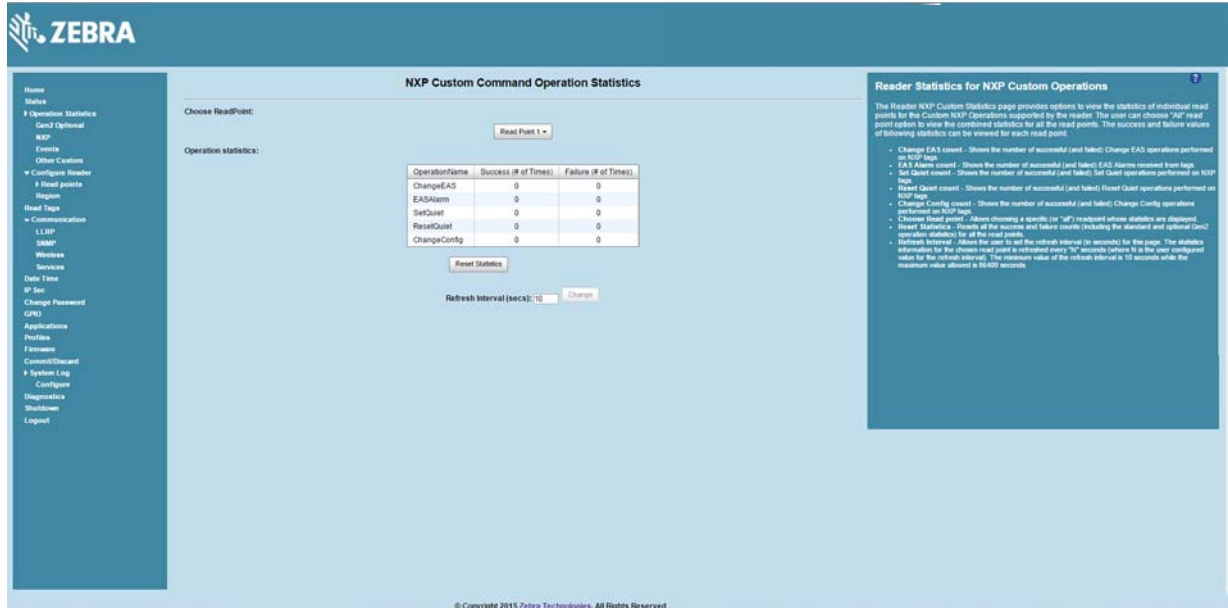 ZEBRA
Home
Status
Operation Statistics
Gen2 Optional
NXP
Events
Other Custom
Configure Reader
Read points
Region
Read Tags
Communication
LLRP
SNMP
Wireless
Services
Date Time
IP Sec
Change Password
GPIO
Applications
Profiles
Firmware
Commit/Discard
System Log
Configure
Diagnostics
Shutdown
Logout
NXP Custom Command Operation Statistics
Choose ReadPoint:
Read Point 1
Operation statistics:
OperationName Success (# of Times) Failure (# of Times)
ChangeEAS 0 0
EASAlarm 0 0
SetQuiet 0 0
ResetQuiet 0 0
ChangeConfig 0 0
Reset Statistics
Refresh Interval (secs): 10 Change
?
Reader Statistics for NXP Custom Operations
The Reader NXP Custom Statistics page provides options to view the statistics of individual read
points for the Custom NXP Operations supported by the reader. The user can choose "All" read
point option to view the combined statistics for all the read points. The success and failure values
of following statistics can be viewed for each read point.
Change EAS count - Shows the number of successful (and failed) Change EAS operations performed
on NXP tags.
EAS Alarm count - Shows the number of successful (and failed) EAS Alarms received from tags.
Set Quiet count - Shows the number of successful (and failed) Set Quiet operations performed on NXP
tags.
Reset Quiet count - Shows the number of successful (and failed) Reset Quiet operations performed on
NXP tags.
Change Config count - Shows the number of successful (and failed) Change Config operations
performed on NXP tags.
Choose Read point - Allows choosing a specific (or "all") readpoint whose statistics are displayed.
Reset Statistics - Resets all the success and failure counts (including the standard and optional Gen2
operation statistics) for all the read points.
Refresh Interval - Allows the user to set the refresh interval (in seconds) for this page. The statistics
information for the chosen read point is refreshed every "N" seconds (where N is the user configured
value for the refresh interval). The minimum value of the refresh interval is 10 seconds while the
maximum value allowed is 86400 seconds.
© Copyright 2015 Zebra Technologies. All Rights Reserved